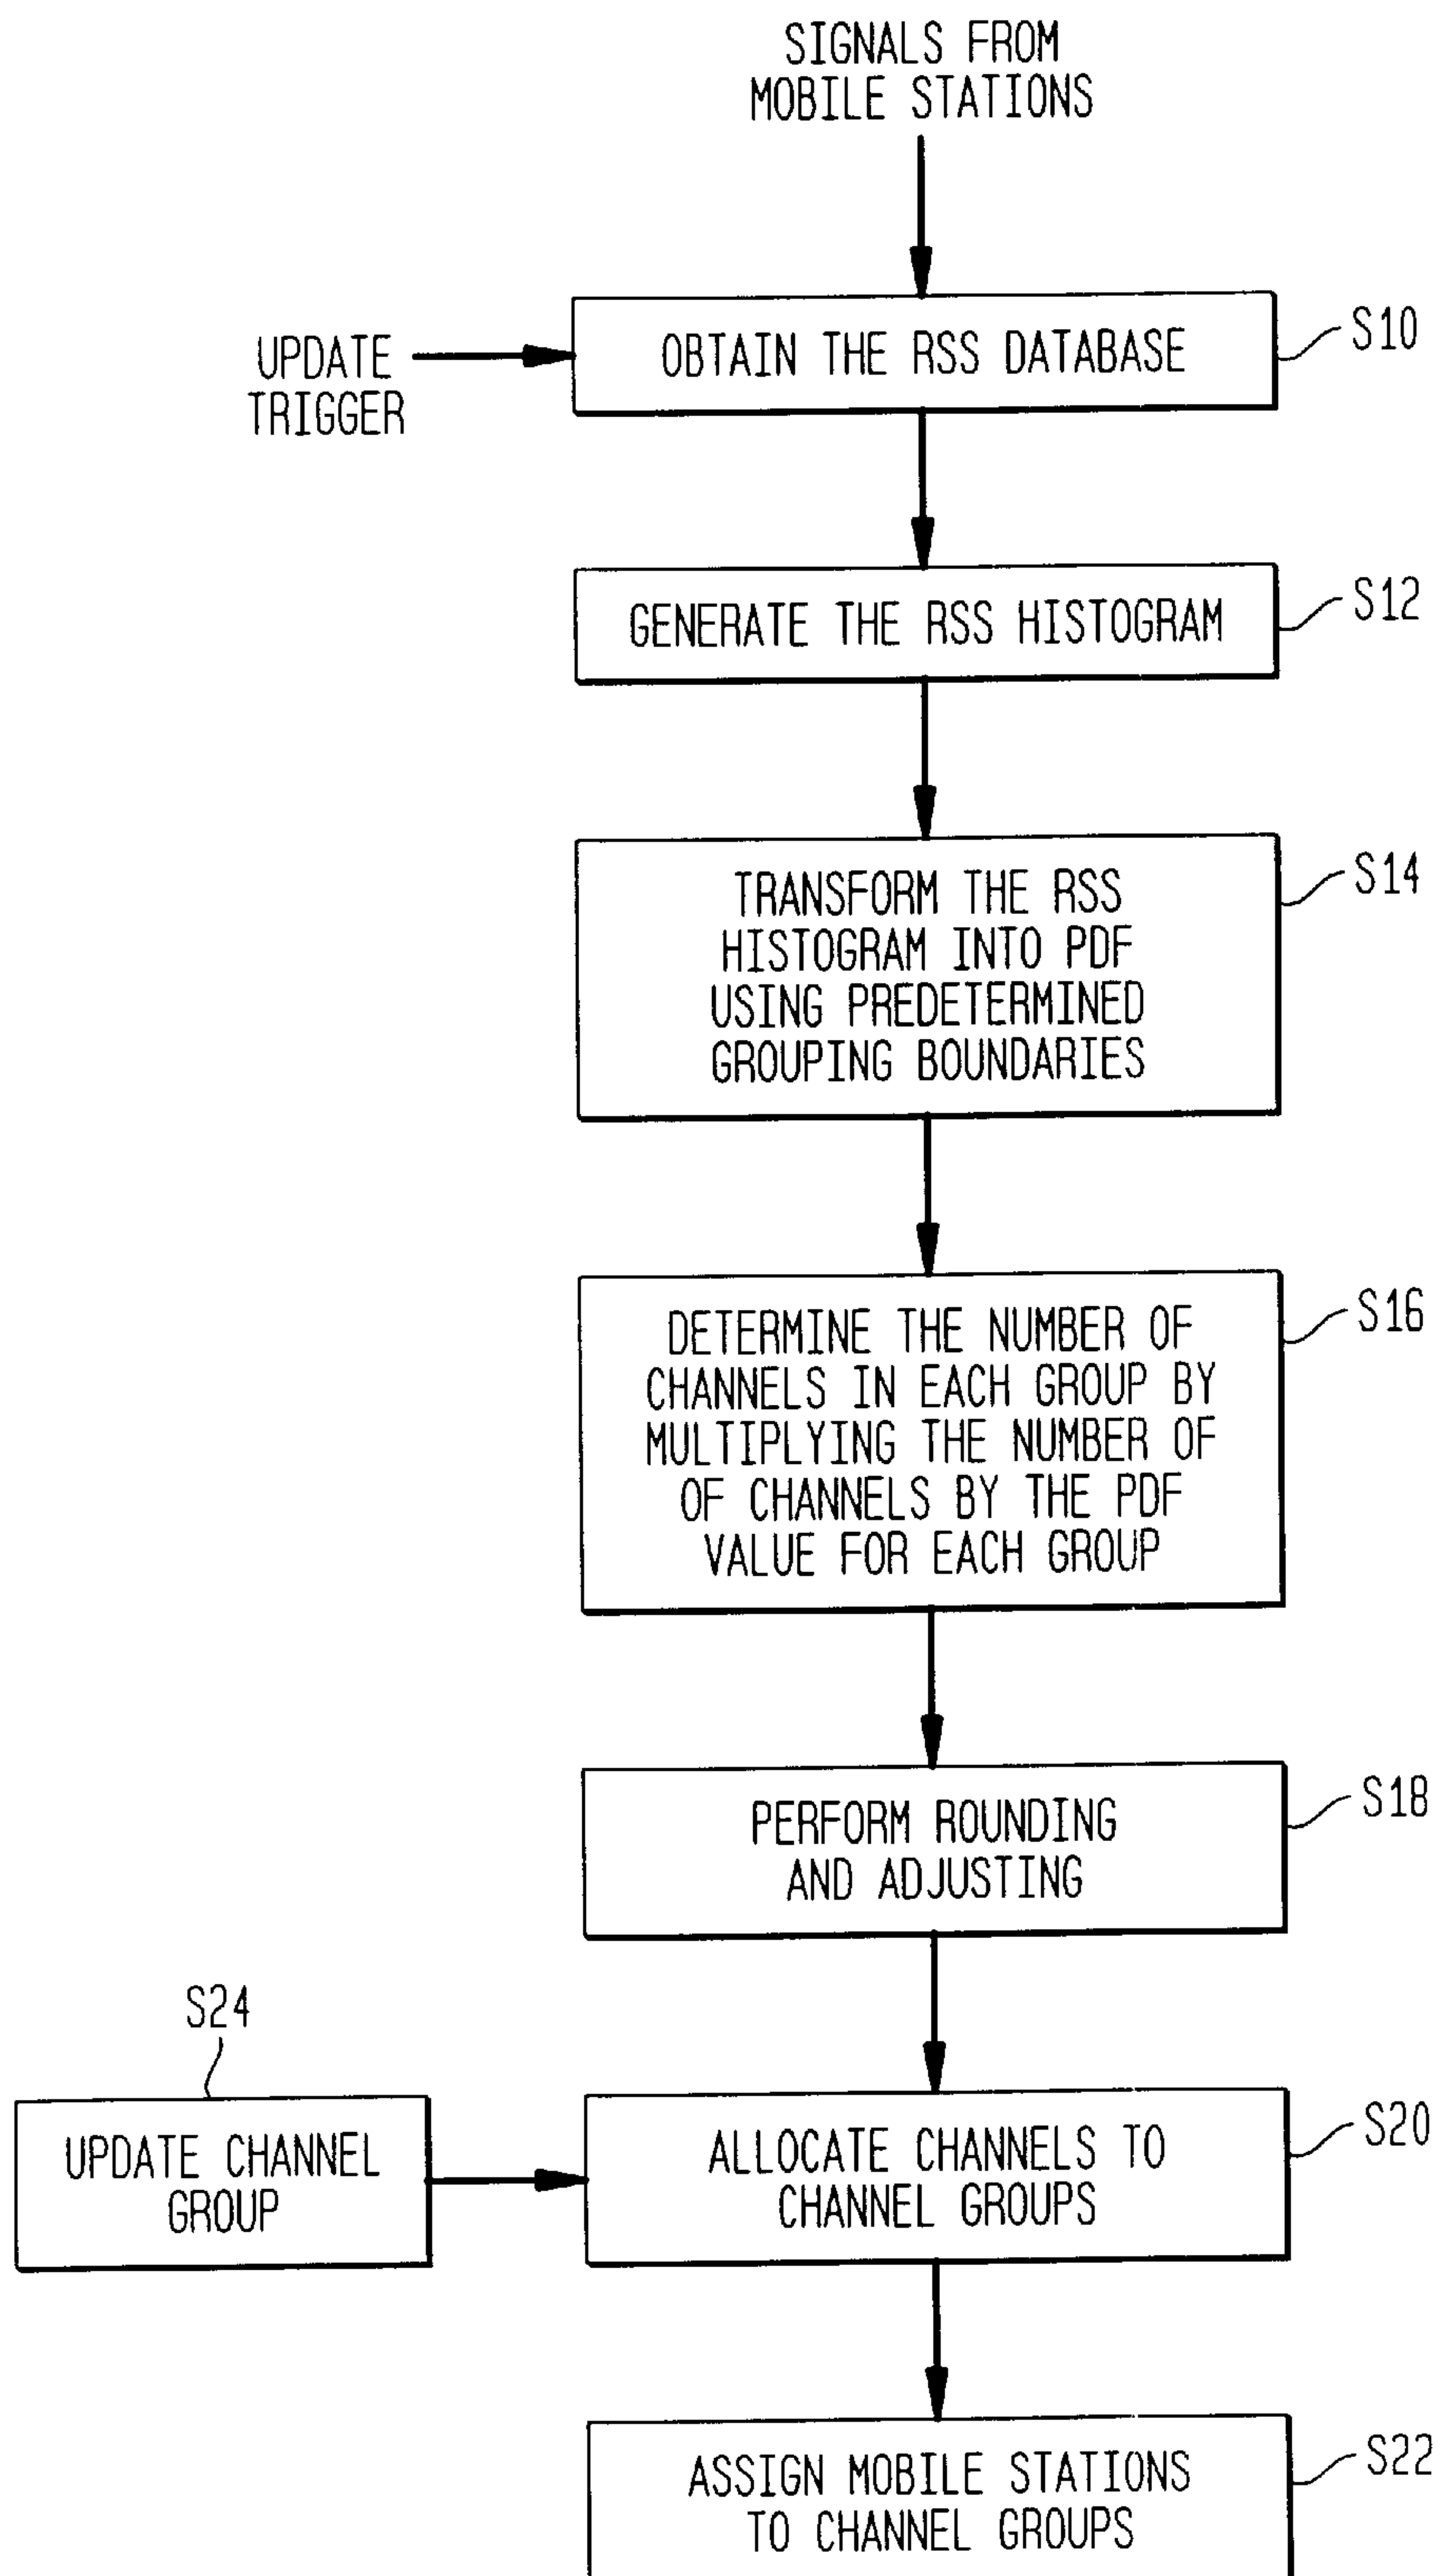 SIGNALS FROM
MOBILE STATIONS
UPDATE
TRIGGER
OBTAIN THE RSS DATABASE
S10
GENERATE THE RSS HISTOGRAM
S12
TRANSFORM THE RSS
HISTOGRAM INTO PDF
USING PREDETERMINED
GROUPING BOUNDARIES
S14
DETERMINE THE NUMBER OF
CHANNELS IN EACH GROUP BY
MULTIPLYING THE NUMBER OF
OF CHANNELS BY THE PDF
VALUE FOR EACH GROUP
S16
PERFORM ROUNDING
AND ADJUSTING
S18
S24
UPDATE CHANNEL
GROUP
ALLOCATE CHANNELS TO
CHANNEL GROUPS
S20
ASSIGN MOBILE STATIONS
TO CHANNEL GROUPS
S22